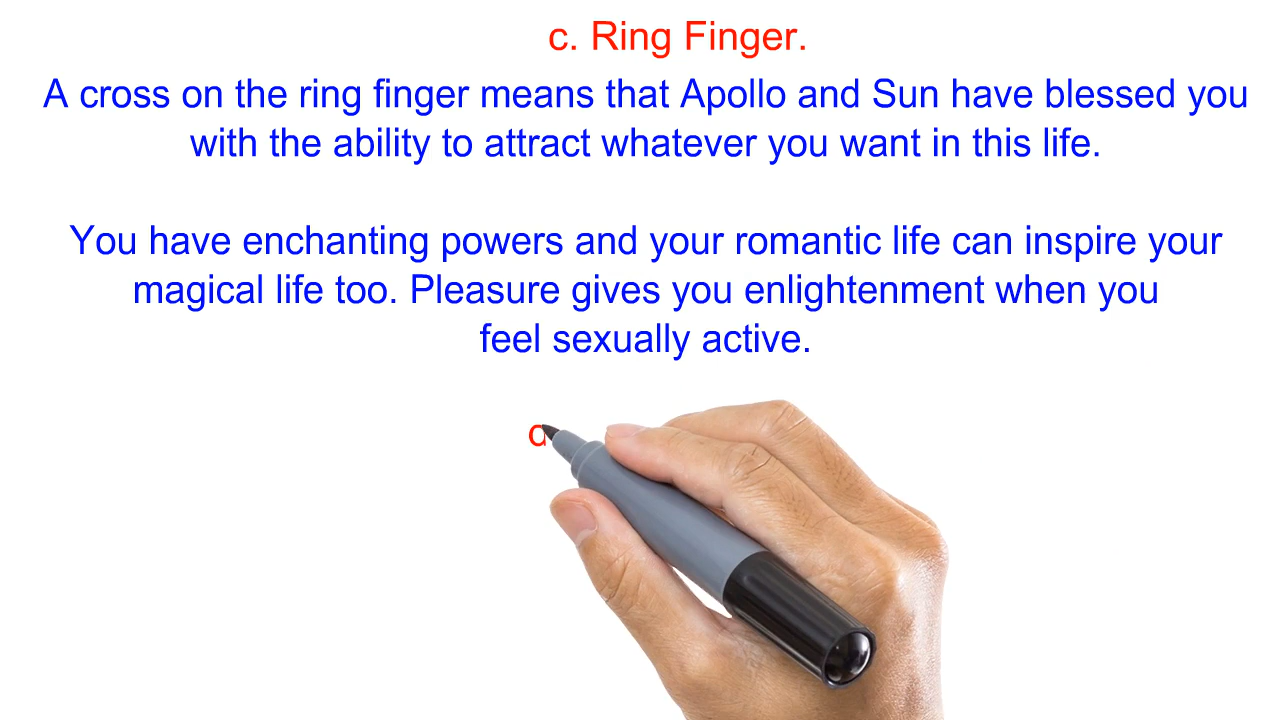 c. Ring Finger.
A cross on the ring finger means that Apollo and Sun have blessed you
with the ability to attract whatever you want in this life.
You have enchanting powers and your romantic life can inspire your
magical life too. Pleasure gives you enlightenment when you
feel sexually active.